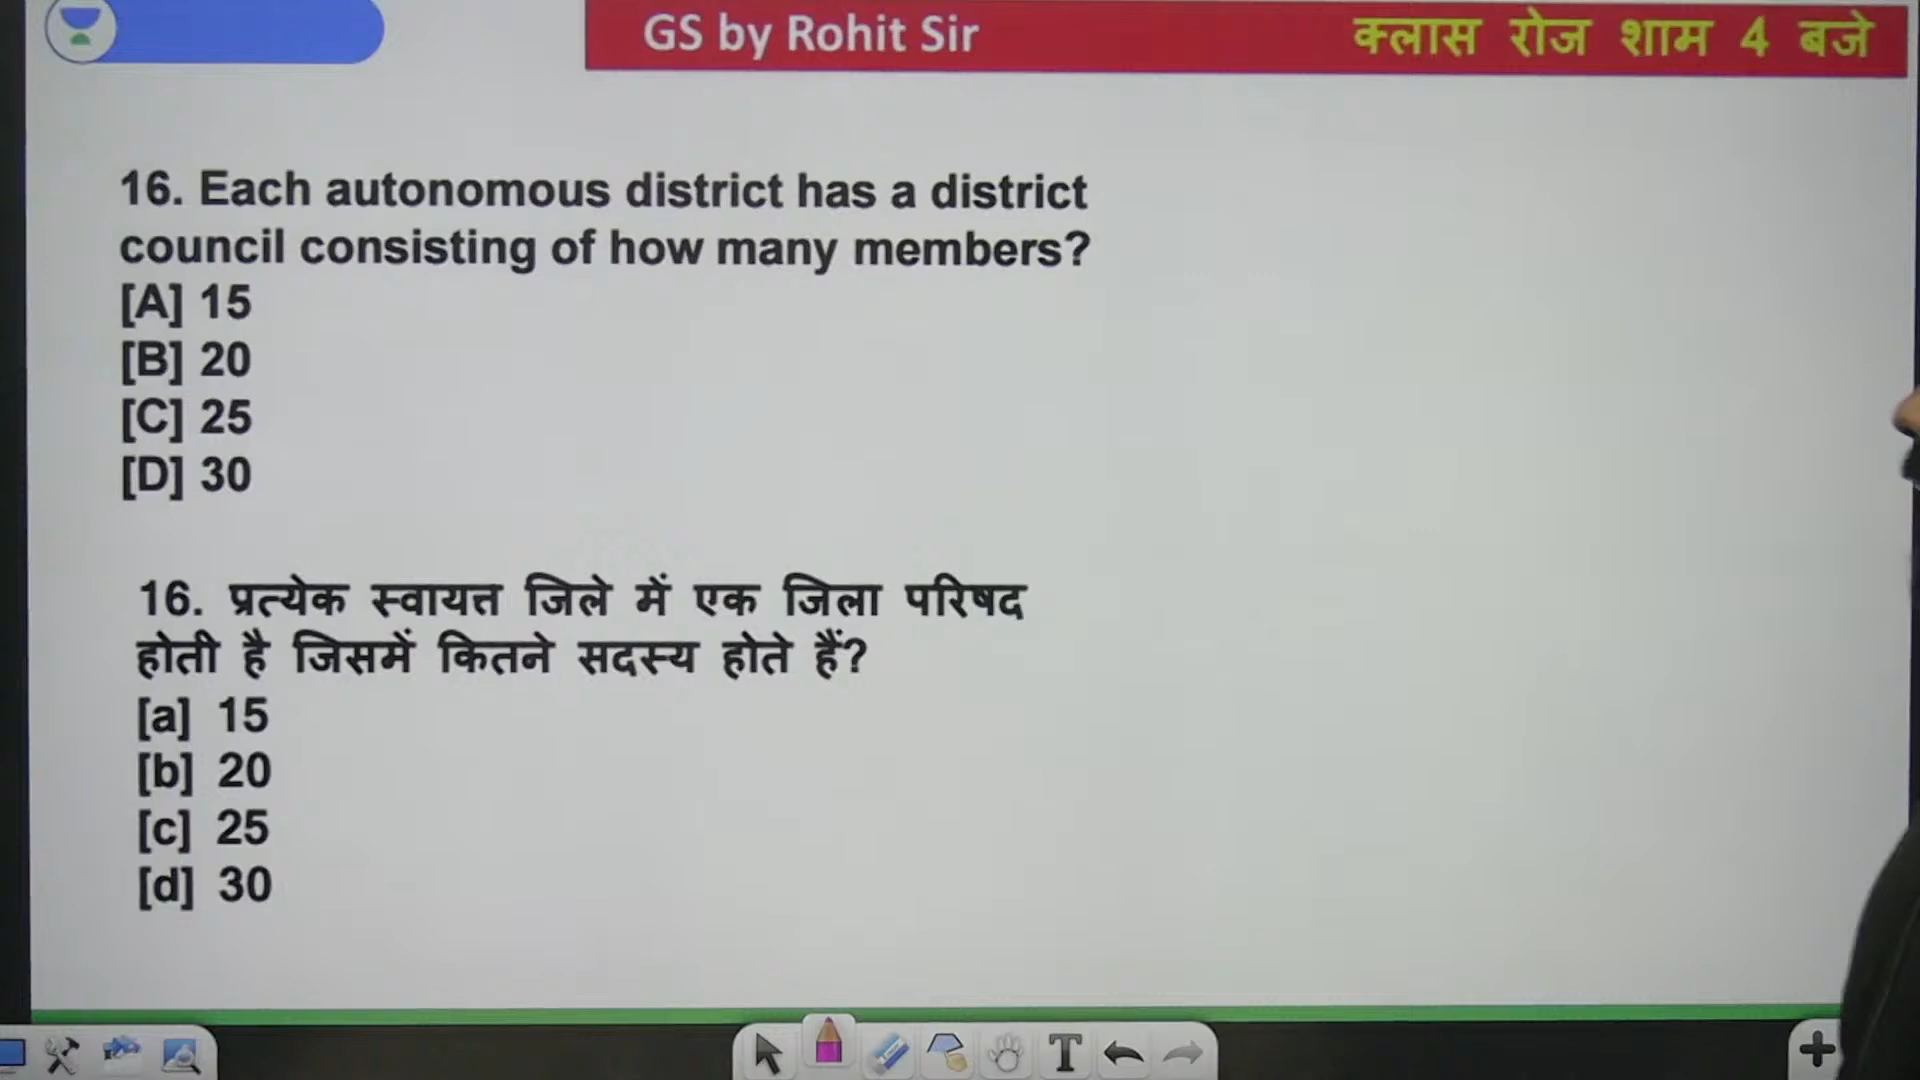 GS by Rohit Sir
क्लास रोज शाम 4 बजे
16. Each autonomous district has a district
council consisting of how many members?
[A] 15
[B] 20
[C] 25
[D] 30
16. प्रत्येक स्वायत्त जिले में एक जिला परिषद
होती है जिसमें कितने सदस्य होते हैं?
[a] 15
[b] 20
[c] 25
[d] 30
T